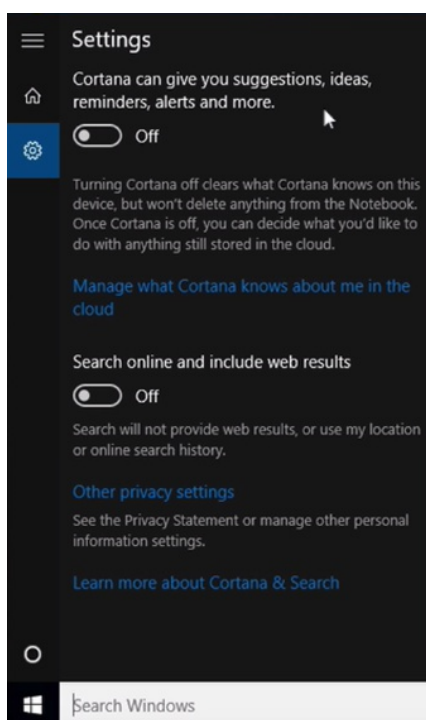 Settings
Cortana can give you suggestions, ideas,
reminders, alerts and more.
Off
Turning Cortana off clears what Cortana knows on this
device, but won't delete anything from the Notebook.
Once Cortana is off, you can decide what you'd like to
do with anything still stored in the cloud.
Manage what Cortana knows about me in the
cloud
Search online and include web results
Off
Search will not provide web results, or use my location
or online search history.
Other privacy settings
See the Privacy Statement or manage other personal
information settings.
Learn more about Cortana & Search
Search Windows